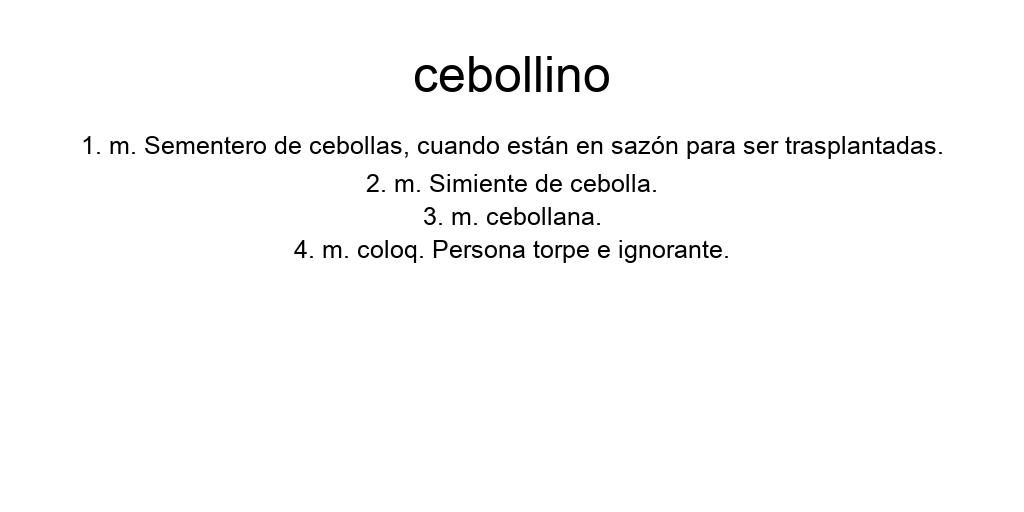 cebollino
1. m. Sementero de cebollas, cuando están en sazón para ser trasplantadas.
2. m. Simiente de cebolla.
3. m. cebollana.
4. m. coloq. Persona torpe e ignorante.